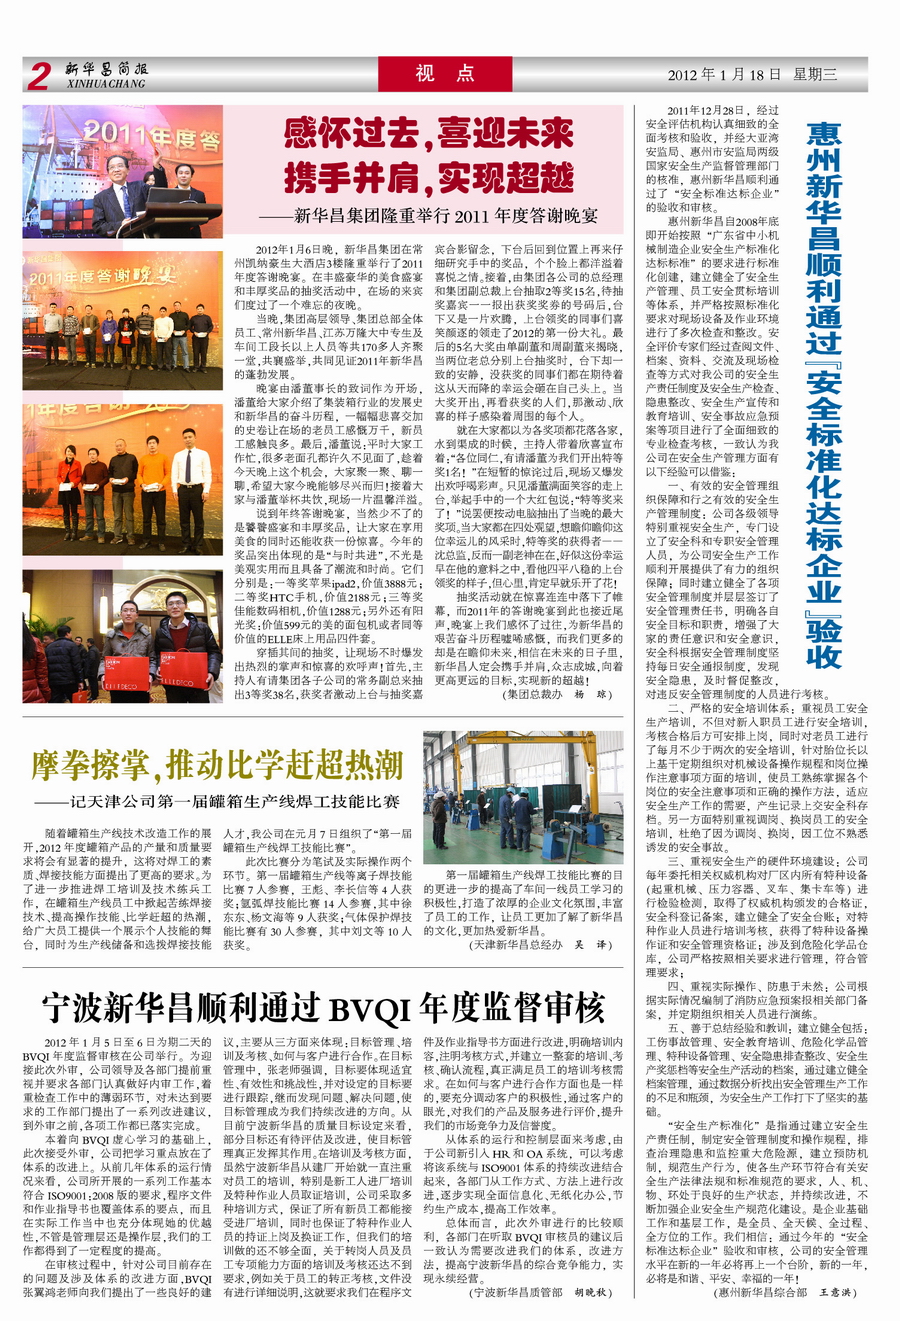 2
新华昌简报
XINHUACHANG
视 点
2012 年 1 月 18 日 星期三
2011年度答
2011年度答谢晚宴
感怀过去,喜迎未来
携手并肩,实现超越
——新华昌集团隆重举行 2011 年度答谢晚宴
2012年1月6日晚，新华昌集团在常
州凯纳豪生大酒店3楼隆重举行了2011
年度答谢晚宴。在丰盛豪华的美食盛宴
和丰厚奖品的抽奖活动中，在场的来宾
们度过了一个难忘的夜晚。
当晚,集团高层领导、集团总部全体
员工、常州新华昌、江苏万隆大中专生及
车间工段长以上人员等共170多人齐聚
一堂,共襄盛举,共同见证2011年新华昌
的蓬勃发展。
晚宴由潘董事长的致词作为开场,
潘董给大家介绍了集装箱行业的发展史
和新华昌的奋斗历程，一幅幅悲喜交加
的史卷让在场的老员工感慨万千，新员
工感触良多。最后,潘董说:平时大家工
作忙,很多老面孔都许久不见面了,趁着
今天晚上这个机会，大家聚一聚、聊一
聊,希望大家今晚能够尽兴而归!接着大
家与潘董举杯共饮,现场一片温馨洋溢。
说到年终答谢晚宴，当然少不了的
是饕餮盛宴和丰厚奖品，让大家在享用
美食的同时还能收获一份惊喜。今年的
奖品突出体现的是“与时共进”,不光是
美观实用而且具备了潮流和时尚。它们
分别是:一等奖苹果ipad2,价值3888元;
二等奖HTC手机,价值2188元;三等奖
佳能数码相机,价值1288元;另外还有阳
光奖:价值599元的美的面包机或者同等
价值的ELLE床上用品四件套。
穿插其间的抽奖，让现场不时爆发
出热烈的掌声和惊喜的欢呼声!首先,主
持人有请集团各子公司的常务副总来抽
出3等奖38名,获奖者激动上台与抽奖嘉
宾合影留念，下台后回到位置上再来仔
细研究手中的奖品，个个脸上都洋溢着
喜悦之情。接着,由集团各公司的总经理
和集团副总裁上台抽取2等奖15名,待抽
奖嘉宾一一报出获奖奖券的号码后,台
下又是一片欢腾，上台领奖的同事们喜
笑颜逐的领走了2012的第一份大礼。最
后的5名大奖由单副董和周副董来揭晓，
当两位老总分别上台抽奖时，台下却一
致的安静，没获奖的同事们都在期待着
这从天而降的幸运会砸在自己头上。当
大奖开出,再看获奖的人们,那激动、欣
喜的样子感染着周围的每个人。
就在大家都以为各奖项都花落各家,
水到渠成的时候，主持人带着欣喜宣布
着:“各位同仁,有请潘董为我们开出特等
奖1名！”在短暂的惊诧过后,现场又爆发
出欢呼喝彩声。只见潘董满面笑容的走上
台,举起手中的一个大红包说:“特等奖来
了！”说罢便按动电脑抽出了当晚的最大
奖项。当大家都在四处观望,想瞻仰瞻仰这
位幸运儿的风采时,特等奖的获得者——
沈总监,反而一副老神在在,好似这份幸运
早在他的意料之中,看他四平八稳的上台
领奖的样子,但心里,肯定早就乐开了花!
抽奖活动就在惊喜连连中落下了帷
幕，而2011年的答谢晚宴到此也接近尾
声,晚宴上我们感怀了过往,为新华昌的
艰苦奋斗历程嘘唏感慨，而我们更多的
却是在瞻仰未来,相信在未来的日子里,
新华昌人定会携手并肩,众志成城,向着
更高更远的目标,实现新的超越!
(集团总裁办 杨 琼)
摩拳擦掌,推动比学赶超热潮
——记天津公司第一届罐箱生产线焊工技能比赛
随着罐箱生产线技术改造工作的展
开,2012 年度罐箱产品的产量和质量要
求将会有显著的提升，这将对焊工的素
质、焊接技能方面提出了更高的要求。为
了进一步推进焊工培训及技术练兵工
作，在罐箱生产线员工中掀起苦练焊接
技术、提高操作技能、比学赶超的热潮,
给广大员工提供一个展示个人技能的舞
台，同时为生产线储备和选拨焊接技能
人才,我公司在元月 7 日组织了“第一届
罐箱生产线焊工技能比赛”。
此次比赛分为笔试及实际操作两个
环节。第一届罐箱生产线等离子焊技能
比赛 7 人参赛，王彪、李长信等 4 人获
奖;氩弧焊技能比赛 14 人参赛,其中徐
东东、杨文海等 9 人获奖;气体保护焊技
能比赛有 30 人参赛，其中刘文等 10 人
获奖。
第一届罐箱生产线焊工技能比赛的目
的更进一步的提高了车间一线员工学习的
积极性,打造了浓厚的企业文化氛围,丰富
了员工的工作，让员工更加了解了新华昌
的文化,更加热爱新华昌。
(天津新华昌总经办 吴 译)
宁波新华昌顺利通过 BVQI 年度监督审核
2012 年 1 月 5 日至 6 日为期二天的
BVQI 年度监督审核在公司举行。为迎
接此次外审，公司领导及各部门提前重
视并要求各部门认真做好内审工作,着
重检查工作中的薄弱环节，对未达到要
求的工作部门提出了一系列改进建议，
到外审之前,各项工作都已落实完成。
本着向 BVQI 虚心学习的基础上，
此次接受外审，公司把学习重点放在了
体系的改进上。从前几年体系的运行情
况来看，公司所开展的一系列工作基本
符合 ISO9001:2008 版的要求,程序文件
和作业指导书也覆盖体系的要点，而且
在实际工作当中也充分体现她的优越
性,不管是管理层还是操作层,我们的工
作都得到了一定程度的提高。
在审核过程中，针对公司目前存在
的问题及涉及体系的改进方面,BVQI
张翼鸿老师向我们提出了一些良好的建
议,主要从三方面来体现:目标管理、培
训及考核、如何与客户进行合作。在目标
管理中，张老师强调，目标要体现适宜
性、有效性和挑战性,并对设定的目标要
进行跟踪,继而发现问题、解决问题,使
目标管理成为我们持续改进的方向。从
目前宁波新华昌的质量目标设定来看,
部分目标还有待评估及改进，使目标管
理真正发挥其作用。在培训及考核方面,
虽然宁波新华昌从建厂开始就一直注重
对员工的培训，特别是新工人进厂培训
及特种作业人员取证培训，公司采取多
种培训方式，保证了所有新员工都能接
受进厂培训，同时也保证了特种作业人
员的持证上岗及换证工作，但我们的培
训做的还不够全面，关于转岗人员及员
工专项能力方面的培训及考核还达不到
要求,例如关于员工的转正考核,文件没
有进行详细说明,这就要求我们在程序文
件及作业指导书方面进行改进,明确培训内
容,注明考核方式,并建立一整套的培训、考
核、确认流程,真正满足员工的培训考核需
求。在如何与客户进行合作方面也是一样
的,要充分调动客户的积极性,通过客户的
眼光,对我们的产品及服务进行评价,提升
我们的市场竞争力及信誉度。
从体系的运行和控制层面来考虑,由
于公司新引入 HR 和 OA 系统，可以考虑
将该系统与 ISO9001 体系的持续改进结合
起来，各部门从工作方式、方法上进行改
进,逐步实现全面信息化、无纸化办公,节
约生产成本,提高工作效率。
总体而言，此次外审进行的比较顺
利，各部门在听取 BVQI 审核员的建议后
一致认为需要改进我们的体系，改进方
法，提高宁波新华昌的综合竞争能力，实
现永续经营。
(宁波新华昌质管部 胡晓秋)
惠州新华昌顺利通过『安全标准化达标企业』验收
2011年12月28日，经过
安全评估机构认真细致的全
面考核和验收，并经大亚湾
安监局、惠州市安监局两级
国家安全生产监督管理部门
的核准，惠州新华昌顺利通
过了“安全标准达标企业”
的验收和审核。
惠州新华昌自2008年底
即开始按照“广东省中小机
械制造企业安全生产标准化
达标标准”的要求进行标准
化创建，建立健全了安全生
产管理、员工安全贯标培训
等体系，并严格按照标准化
要求对现场设备及作业环境
进行了多次检查和整改。安
全评价专家们经过查阅文件、
档案、资料、交流及现场检
查等方式对我公司的安全生
产责任制度及安全生产检查、
隐患整改、安全生产宣传和
教育培训、安全事故应急预
案等项目进行了全面细致的
专业检查考核，一致认为我
公司在安全生产管理方面有
以下经验可以借鉴：
一、有效的安全管理组
织保障和行之有效的安全生
产管理制度；公司各级领导
特别重视安全生产，专门设
立了安全科和专职安全管理
人员，为公司安全生产工作
顺利开展提供了有力的组织
保障；同时建立健全了各项
安全管理制度并层层签订了
安全管理责任书，明确各自
安全目标和职责，增强了大
家的责任意识和安全意识，
安全科根据安全管理制度坚
持每日安全通报制度，发现
安全隐患，及时督促整改，
对违反安全管理制度的人员进行考核。
二、严格的安全培训体系；重视员工安全
生产培训，不但对新入职员工进行安全培训，
考核合格后方可安排上岗，同时对老员工进行
了每月不少于两次的安全培训，针对胎位长以
上基干定期组织对机械设备操作规程和岗位操
作注意事项方面的培训，使员工熟练掌握各个
岗位的安全注意事项和正确的操作方法，适应
安全生产工作的需要，产生记录上交安全科存
档。另一方面特别重视调岗、换岗员工的安全
培训，杜绝了因为调岗、换岗，因工位不熟悉
诱发的安全事故。
三、重视安全生产的硬件环境建设；公司
每年委托相关权威机构对厂区内所有特种设备
(起重机械、压力容器、叉车、集卡车等）进
行检验检测，取得了权威机构颁发的合格证，
安全科登记备案，建立健全了安全台账；对特
种作业人员进行培训考核，获得了特种设备操
作证和安全管理资格证；涉及到危险化学品仓
库，公司严格按照相关要求进行管理，符合管
理要求；
四、重视实际操作、防患于未然；公司根
据实际情况编制了消防应急预案报相关部门备
案，并定期组织相关人员进行演练。
五、善于总结经验和教训；建立健全包括：
工伤事故管理、安全教育培训、危险化学品管
理、特种设备管理、安全隐患排查整改、安全生
产奖惩档等安全生产活动的档案，通过建立健全
档案管理，通过数据分析找出安全管理生产工作
的不足和瓶颈，为安全生产工作打下了坚实的基
础。
“安全生产标准化”是指通过建立安全生
产责任制，制定安全管理制度和操作规程，排
查治理隐患和监控重大危险源，建立预防机
制，规范生产行为，使各生产环节符合有关安
全生产法律法规和标准规范的要求，人、机、
物、环处于良好的生产状态，并持续改进，不
断加强企业安全生产规范化建设。是企业基础
工作和基层工作，是全员、全天候、全过程、
全方位的工作。我们相信：通过今年的“安全
标准达标企业”验收和审核，公司的安全管理
水平在新的一年必将再上一个台阶，新的一年，
必将是和谐、平安、幸福的一年！
(惠州新华昌综合部 王意洪)